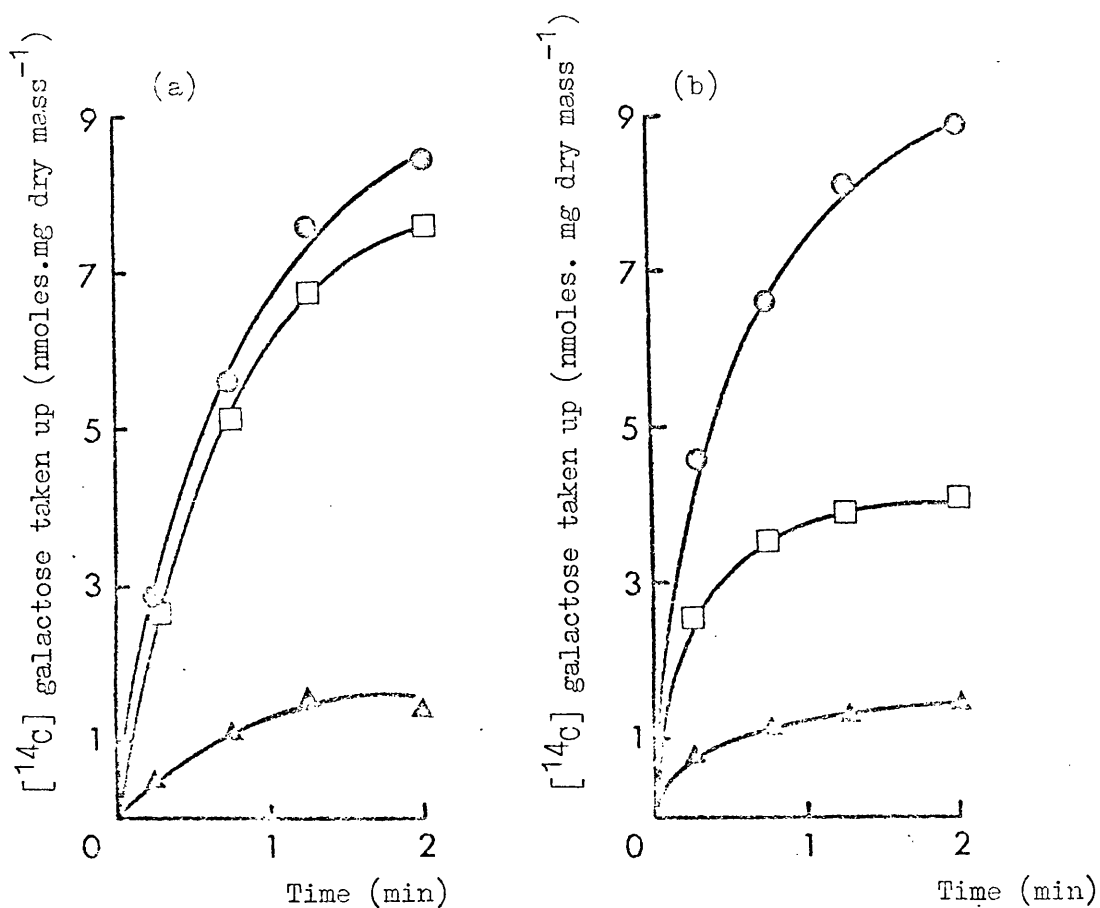 (a)
[¹⁴C] galactose taken up (nmoles.mg dry mass⁻¹)
9
7
5
3
1
0
1
2
Time (min)
(b)
[¹⁴C] galactose taken up (nmoles. mg dry mass⁻¹)
9
7
5
3
1
0
1
2
Time (min)